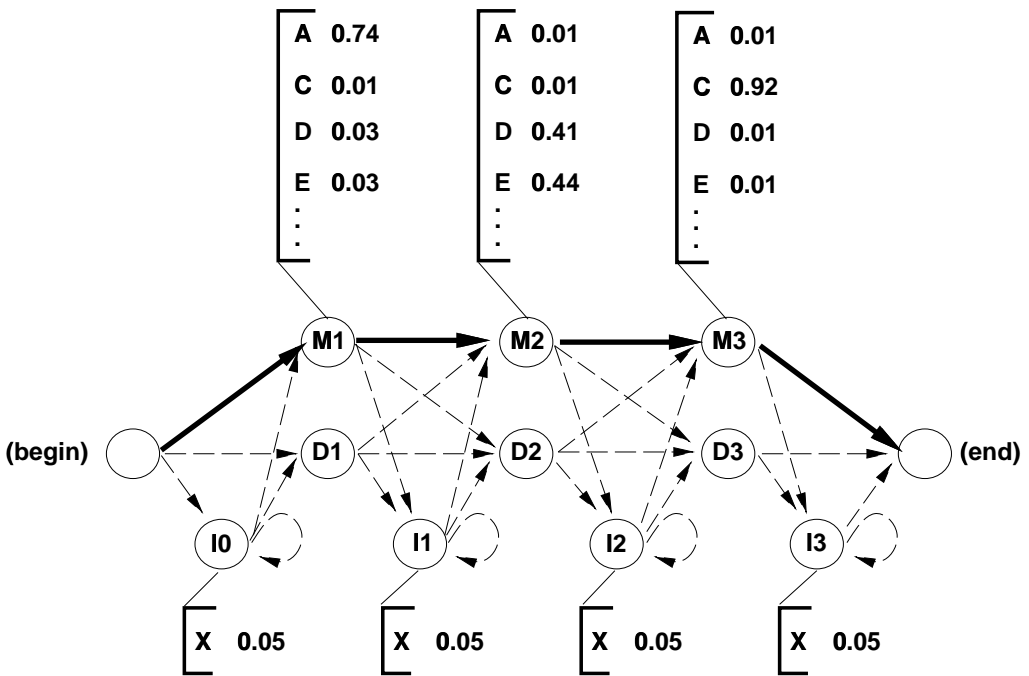 A 0.74 A 0.01 A 0.01
C 0.01 C 0.01 C 0.92
D 0.03 D 0.41 D 0.01
E 0.03 E 0.44 E 0.01
M1 M2 M3
(begin) D1 D2 D3 (end)
I0 I1 I2 I3
X 0.05 X 0.05 X 0.05 X 0.05